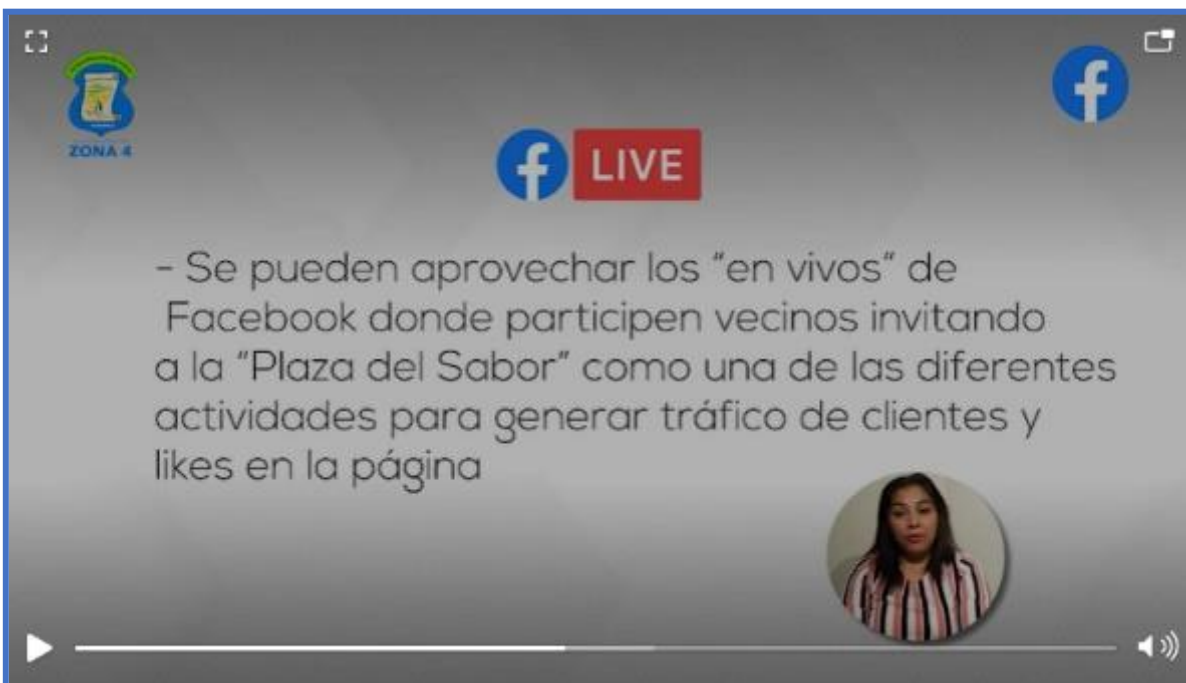 ZONA 4
LIVE
- Se pueden aprovechar los “en vivos” de
Facebook donde participen vecinos invitando
a la “Plaza del Sabor” como una de las diferentes
actividades para generar tráfico de clientes y
likes en la página